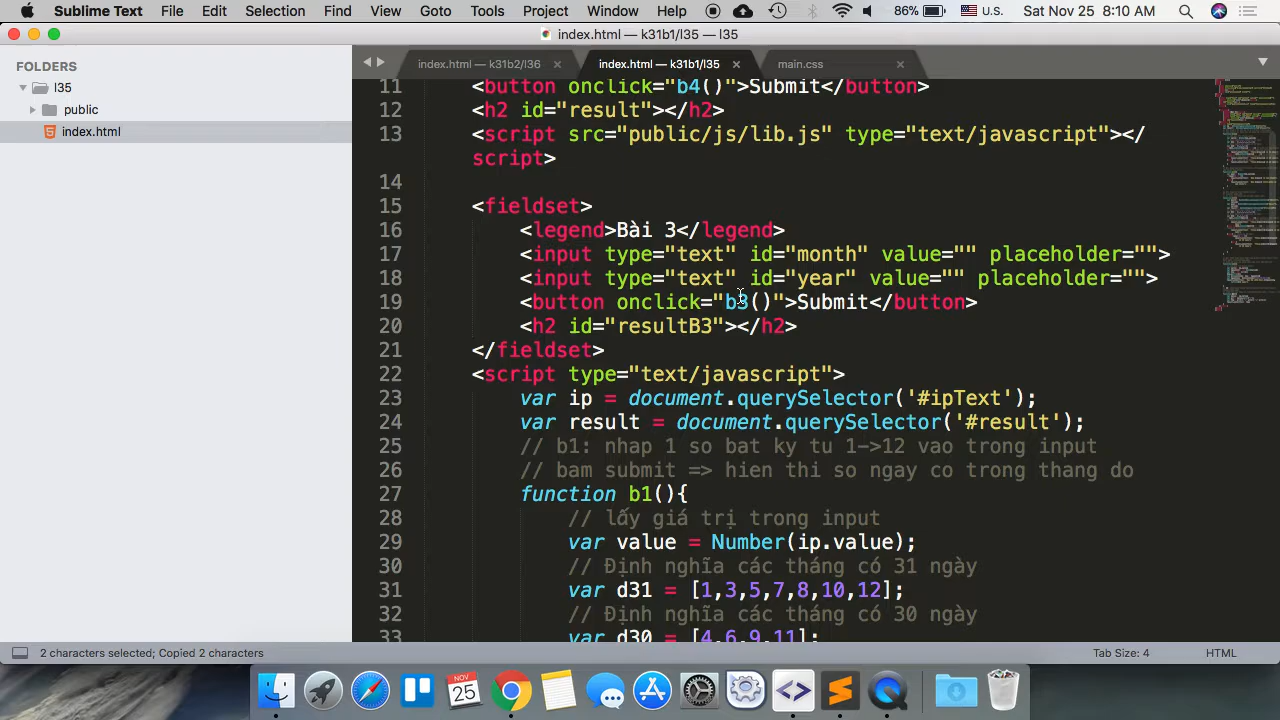 Sublime Text File Edit Selection Find View Goto Tools Project Window Help 86% U.S. Sat Nov 25 8:10 AM
index.html — k31b1/l35 — l35
FOLDERS
l35
public
index.html
index.html — k31b2/l36
index.html — k31b1/l35
main.css
11 <button onclick="b4()">Submit</button>
12 <h2 id="result"></h2>
13 <script src="public/js/lib.js" type="text/javascript"></
script>
14
15 <fieldset>
16 <legend>Bài 3</legend>
17 <input type="text" id="month" value="" placeholder="">
18 <input type="text" id="year" value="" placeholder="">
19 <button onclick="b3()">Submit</button>
20 <h2 id="resultB3"></h2>
21 </fieldset>
22 <script type="text/javascript">
23 var ip = document.querySelector('#ipText');
24 var result = document.querySelector('#result');
25 // b1: nhap 1 so bat ky tu 1->12 vao trong input
26 // bam submit => hien thi so ngay co trong thang do
27 function b1(){
28 // lấy giá trị trong input
29 var value = Number(ip.value);
30 // Định nghĩa các tháng có 31 ngày
31 var d31 = [1,3,5,7,8,10,12];
32 // Định nghĩa các tháng có 30 ngày
33 var d30 = [4,6,9,11];
2 characters selected; Copied 2 characters
Tab Size: 4
HTML
NOV
25